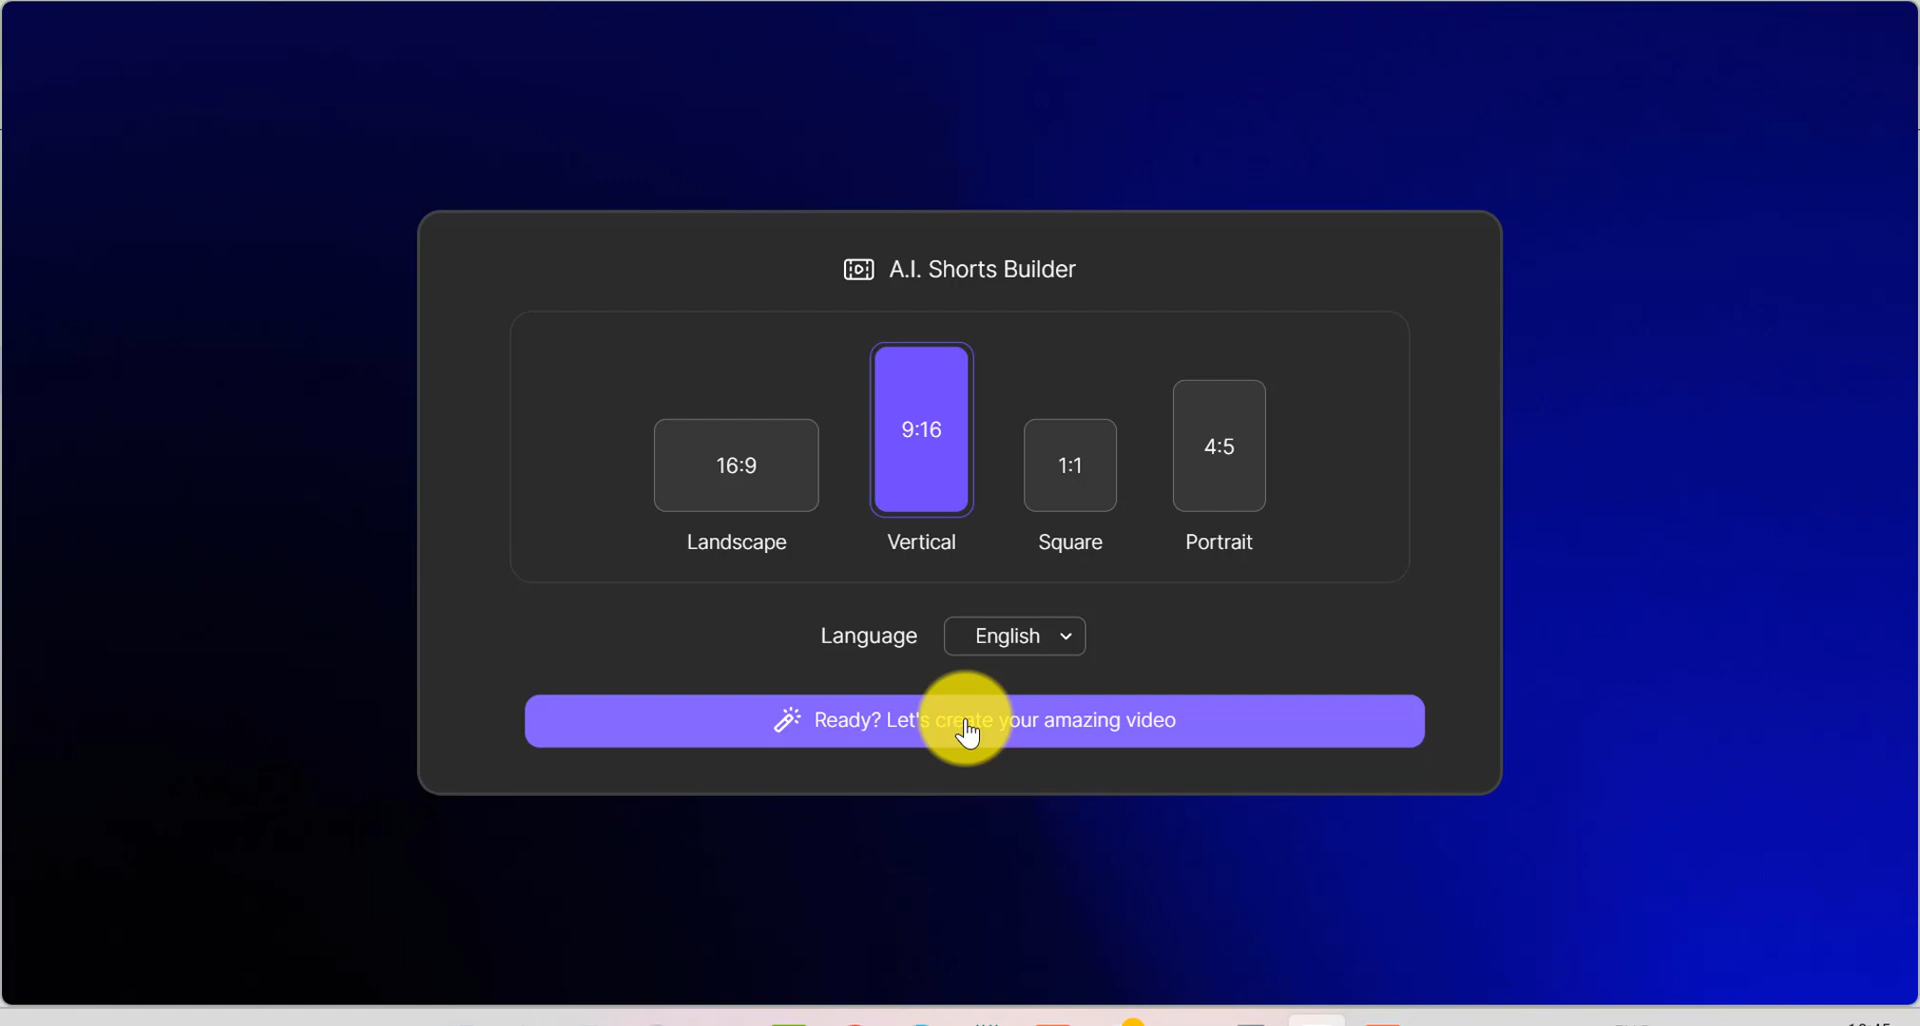 A.I. Shorts Builder
16:9
9:16
1:1
4:5
Landscape
Vertical
Square
Portrait
Language
English
Ready? Let's create your amazing video